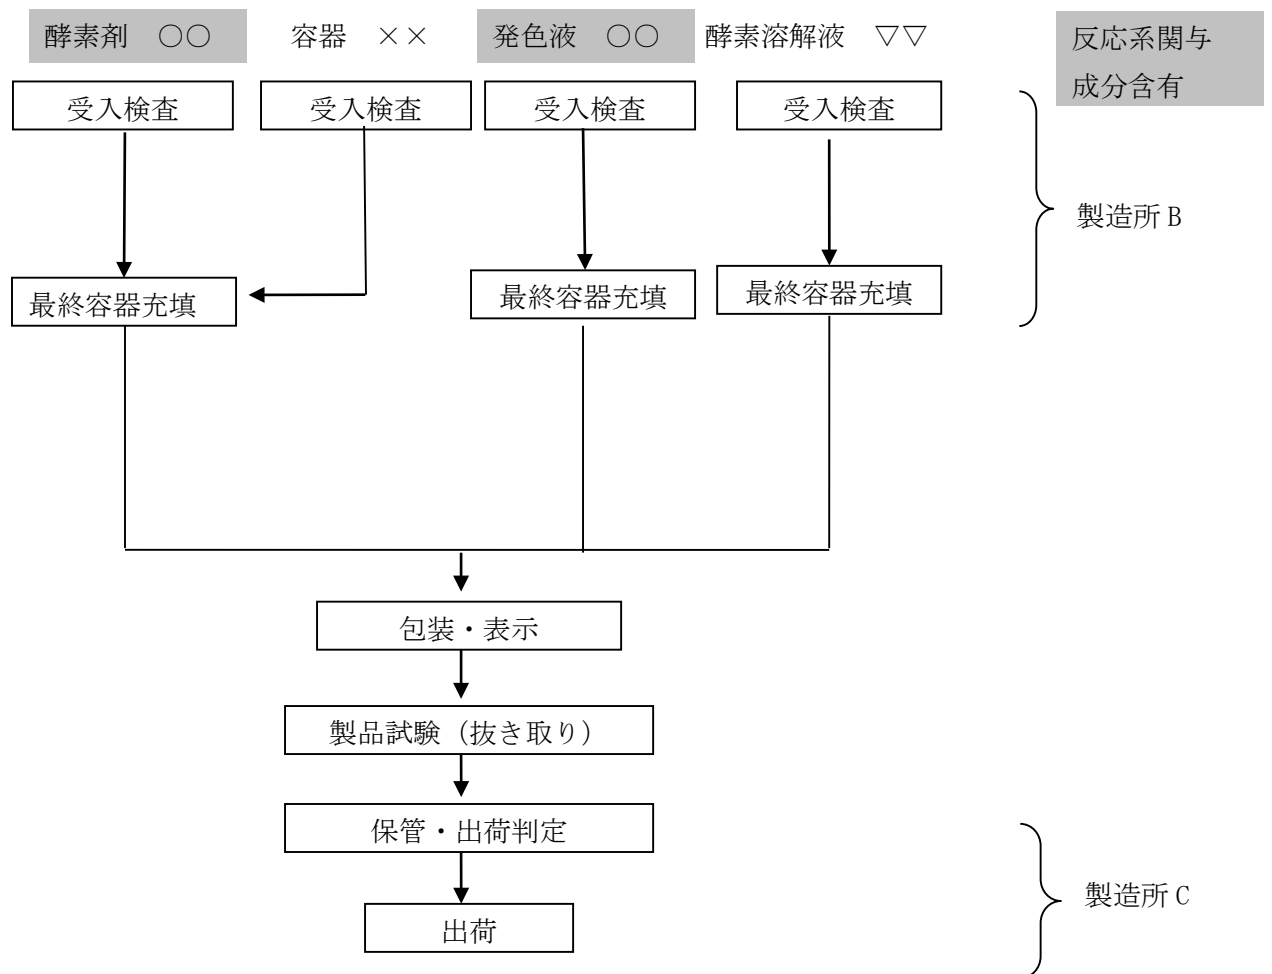 酵素剤　○○
容器　××
発色液　○○
酵素溶解液　▽▽
反応系関与
成分含有
受入検査
受入検査
受入検査
受入検査
製造所 B
最終容器充填
最終容器充填
最終容器充填
包装・表示
製品試験（抜き取り）
保管・出荷判定
製造所 C
出荷